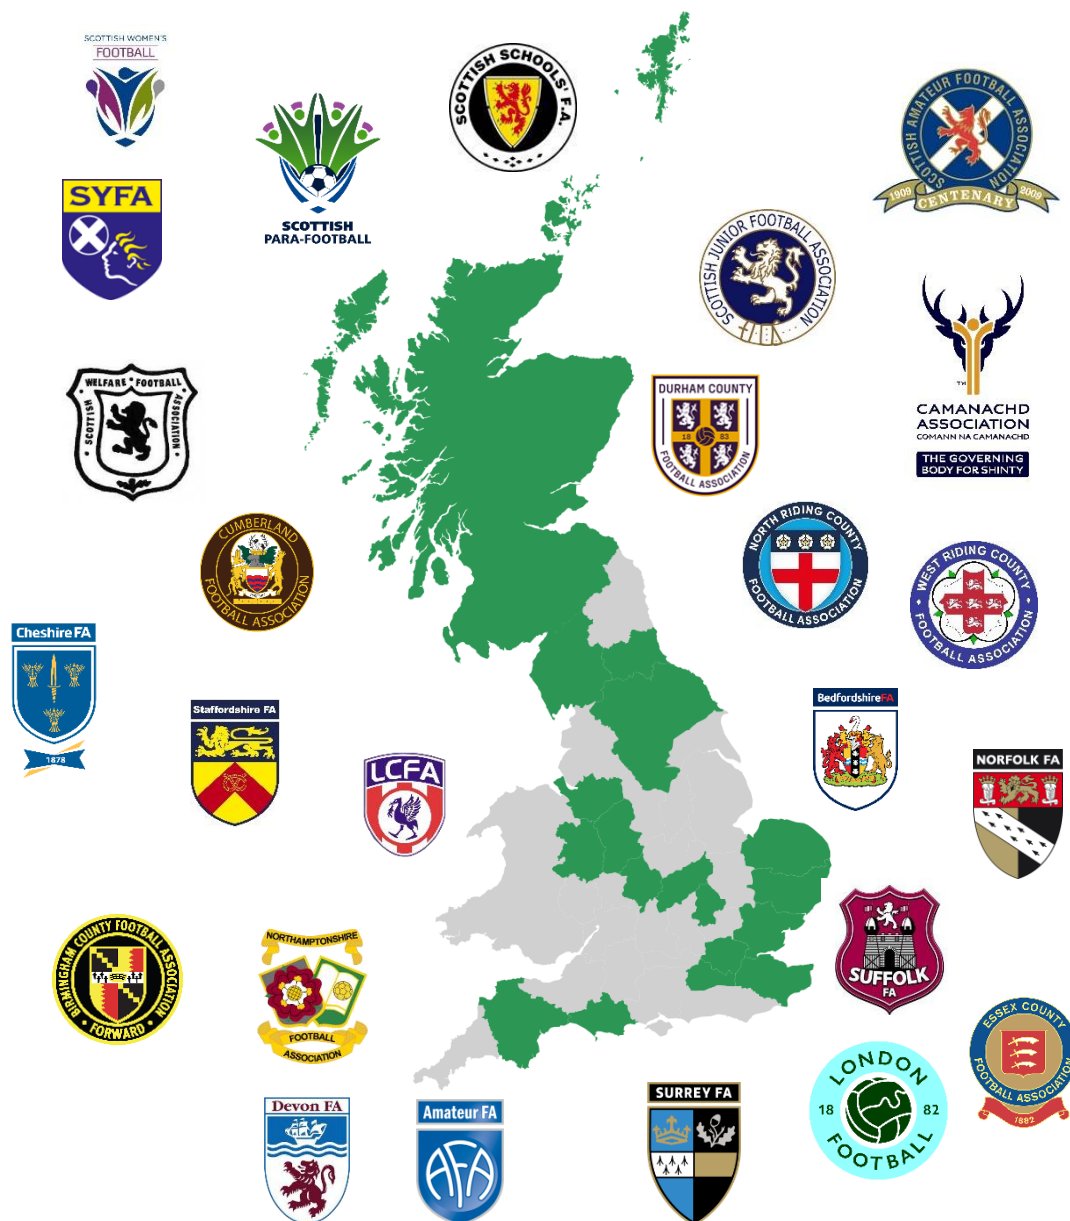 SCOTTISH WOMEN'S
FOOTBALL
SCOTTISH SCHOOLS' F.A.
SCOTTISH AMATEUR FOOTBALL ASSOCIATION
1909 CENTENARY 2009
SYFA
SCOTTISH
PARA-FOOTBALL
SCOTTISH JUNIOR FOOTBALL ASSOCIATION
SCOTTISH WELFARE FOOTBALL ASSOCIATION
DURHAM COUNTY
18 83
FOOTBALL ASSOCIATION
TM
CAMANACHD
ASSOCIATION
COMANN NA CAMANACHD
THE GOVERNING
BODY FOR SHINTY
CUMBERLAND
FOOTBALL ASSOCIATION
NORTH RIDING COUNTY
FOOTBALL ASSOCIATION
WEST RIDING COUNTY
FOOTBALL ASSOCIATION
Cheshire FA
1878
Staffordshire FA
LCFA
BedfordshireFA
NORFOLK FA
BIRMINGHAM COUNTY FOOTBALL ASSOCIATION
• FORWARD •
NORTHAMPTONSHIRE
FOOTBALL
ASSOCIATION
SUFFOLK
FA
ESSEX COUNTY
FOOTBALL ASSOCIATION
1882
LONDON
18 82
FOOTBALL
Devon FA
Amateur FA
AFA
SURREY FA